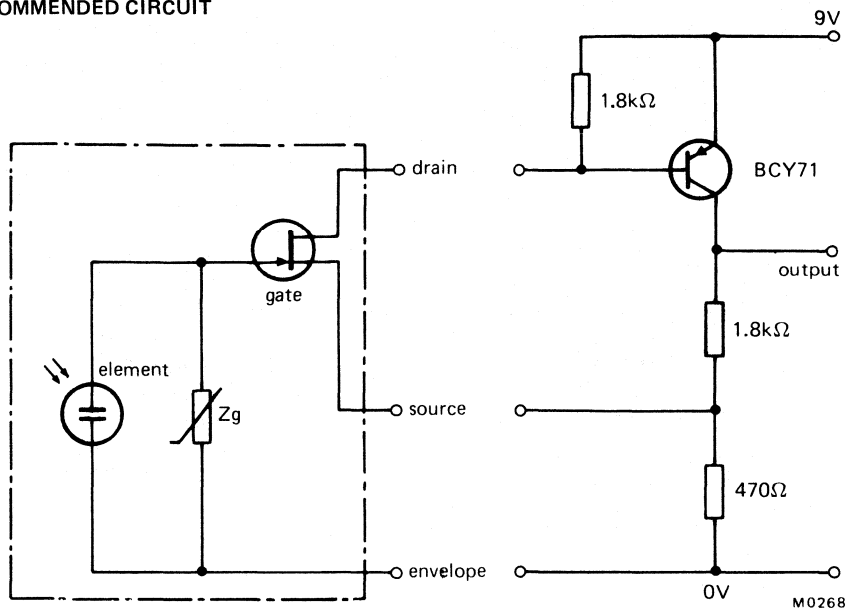 OMMENDED CIRCUIT
9V
1.8kΩ
drain
BCY71
gate
output
element
1.8kΩ
Zg
source
470Ω
envelope
0V
M0268